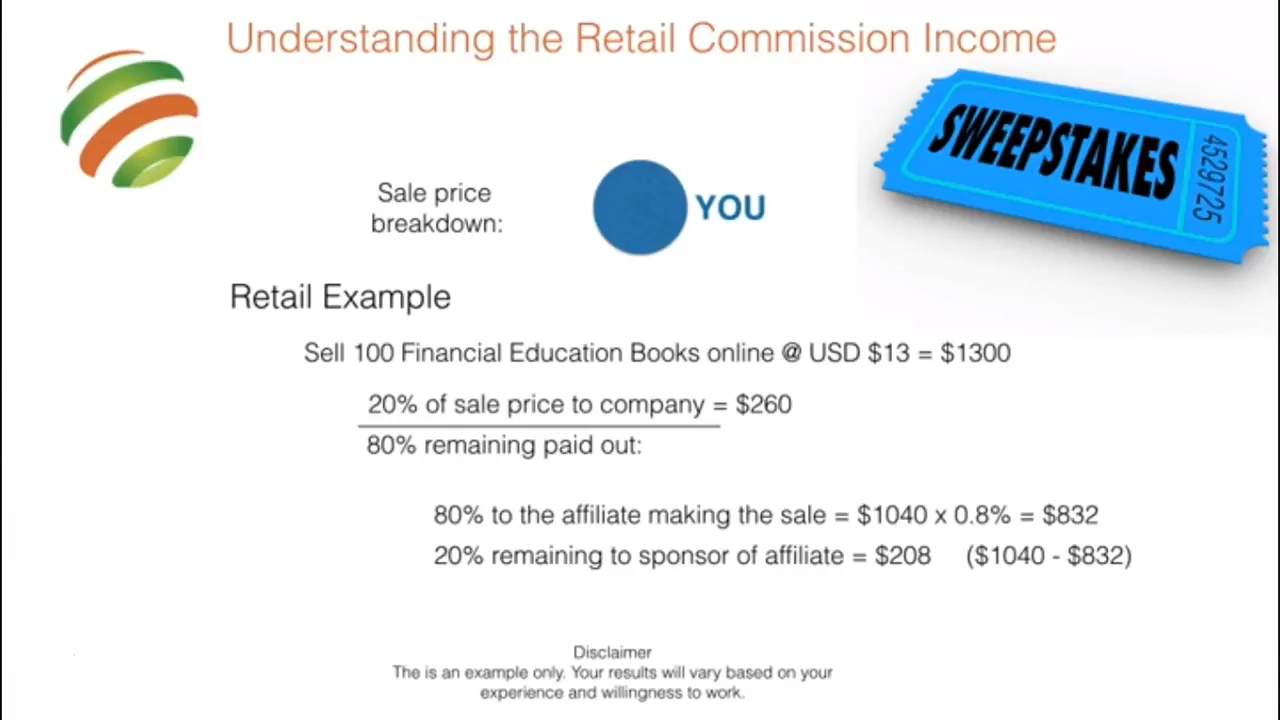 Understanding the Retail Commission Income
SWEEPSTAKES
4529725
Sale price
breakdown:
YOU
Retail Example
Sell 100 Financial Education Books online @ USD $13 = $1300
20% of sale price to company = $260
80% remaining paid out:
80% to the affiliate making the sale = $1040 x 0.8% = $832
20% remaining to sponsor of affiliate = $208 ($1040 - $832)
Disclaimer
The is an example only. Your results will vary based on your
experience and willingness to work.